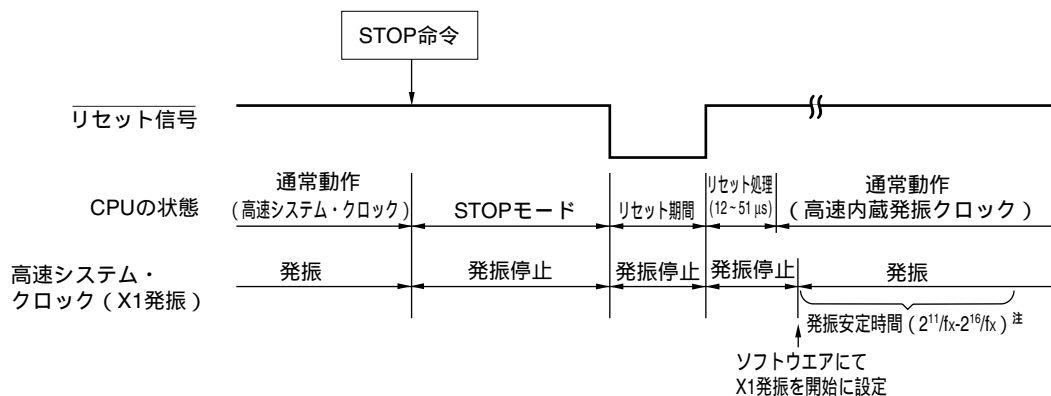 STOP命令
リセット信号
CPUの状態
通常動作
（高速システム・クロック）
STOPモード
リセット期間
リセット処理
(12~51 μs)
通常動作
（高速内蔵発振クロック）
高速システム・
クロック（X1発振）
発振
発振停止
発振停止
発振停止
発振
発振安定時間（2¹¹/fx-2¹⁶/fx）注
ソフトウエアにて
X1発振を開始に設定